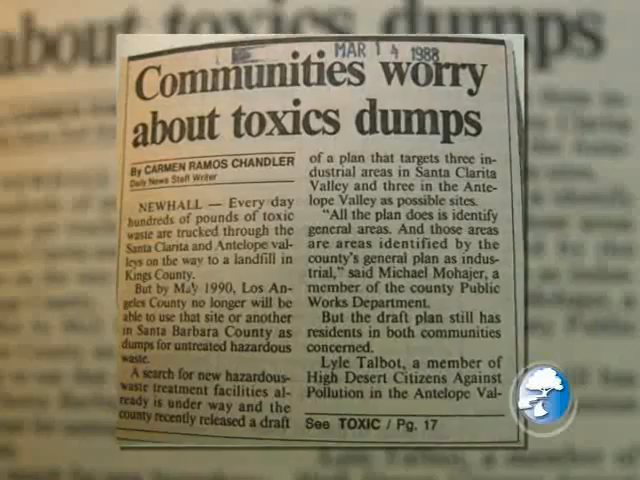 about toxics dumps
MAR 14 1988
Communities worry
about toxics dumps
By CARMEN RAMOS CHANDLER
Daily News Staff Writer
NEWHALL — Every day
hundreds of pounds of toxic
waste are trucked through the
Santa Clarita and Antelope val-
leys on the way to a landfill in
Kings County.
But by May 1990, Los An-
geles County no longer will be
able to use that site or another
in Santa Barbara County as
dumps for untreated hazardous
waste.
A search for new hazardous-
waste treatment facilities al-
ready is under way and the
county recently released a draft
of a plan that targets three in-
dustrial areas in Santa Clarita
Valley and three in the Ante-
lope Valley as possible sites.
"All the plan does is identify
general areas. And those areas
are areas identified by the
county's general plan as indus-
trial," said Michael Mohajer, a
member of the county Public
Works Department.
But the draft plan still has
residents in both communities
concerned.
Lyle Talbot, a member of
High Desert Citizens Against
Pollution in the Antelope Val-
See TOXIC / Pg. 17